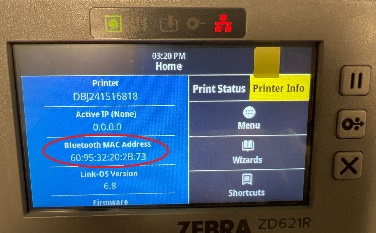 03:20 PM
Home
Printer
DBJ241516818
Active IP (None)
0.0.0.0
Bluetooth MAC Address
60:95:32:20:2B:73
Link-OS Version
6.8
Firmware
Print Status
Printer Info
Menu
Wizards
Shortcuts
ZEBRA ZD621R